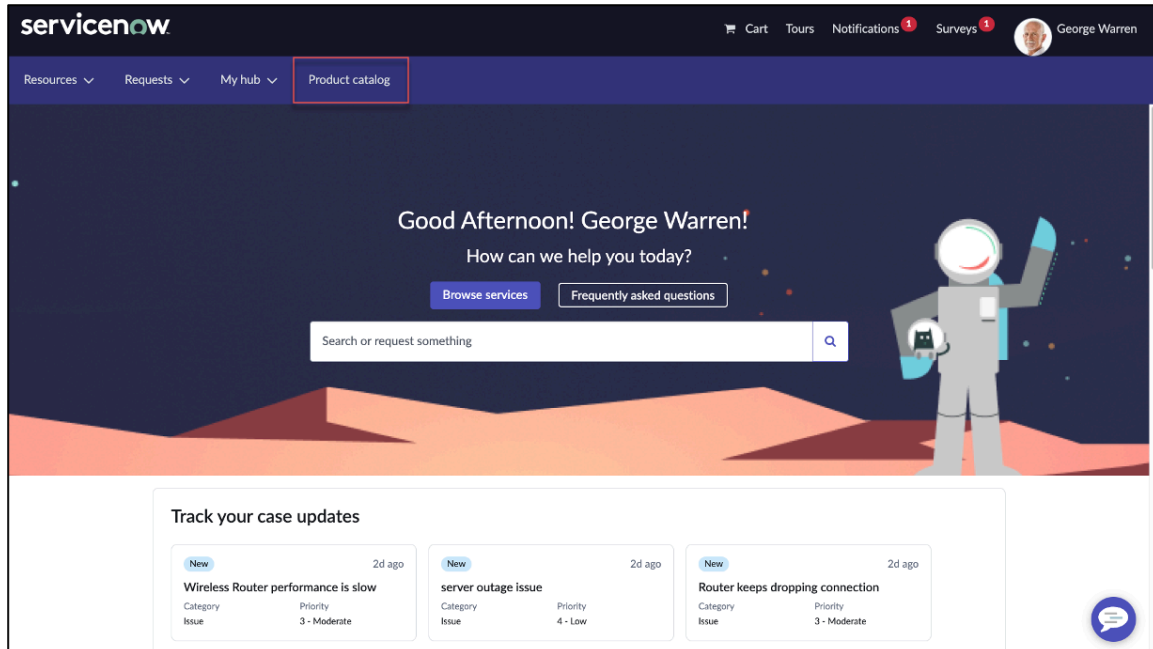 servicenow
Cart Tours Notifications 1 Surveys 1 George Warren
Resources Requests My hub Product catalog
Good Afternoon! George Warren!
How can we help you today?
Browse services Frequently asked questions
Search or request something
Track your case updates
New 2d ago New 2d ago New 2d ago
Wireless Router performance is slow server outage issue Router keeps dropping connection
Category Priority Category Priority Category Priority
Issue 3 - Moderate Issue 4 - Low Issue 3 - Moderate